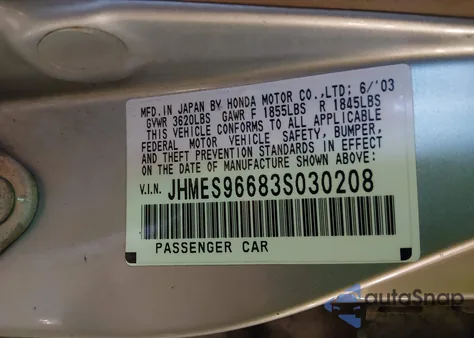 MFD.IN JAPAN BY HONDA MOTOR CO.,LTD; 6/'03
GVWR 3620LBS GAWR F 1855LBS R 1845LBS
THIS VEHICLE CONFORMS TO ALL APPLICABLE
FEDERAL MOTOR VEHICLE SAFETY, BUMPER,
AND THEFT PREVENTION STANDARDS IN EFFECT
ON THE DATE OF MANUFACTURE SHOWN ABOVE:
V.I.N. JHMES96683S030208
PASSENGER CAR
autoSnap